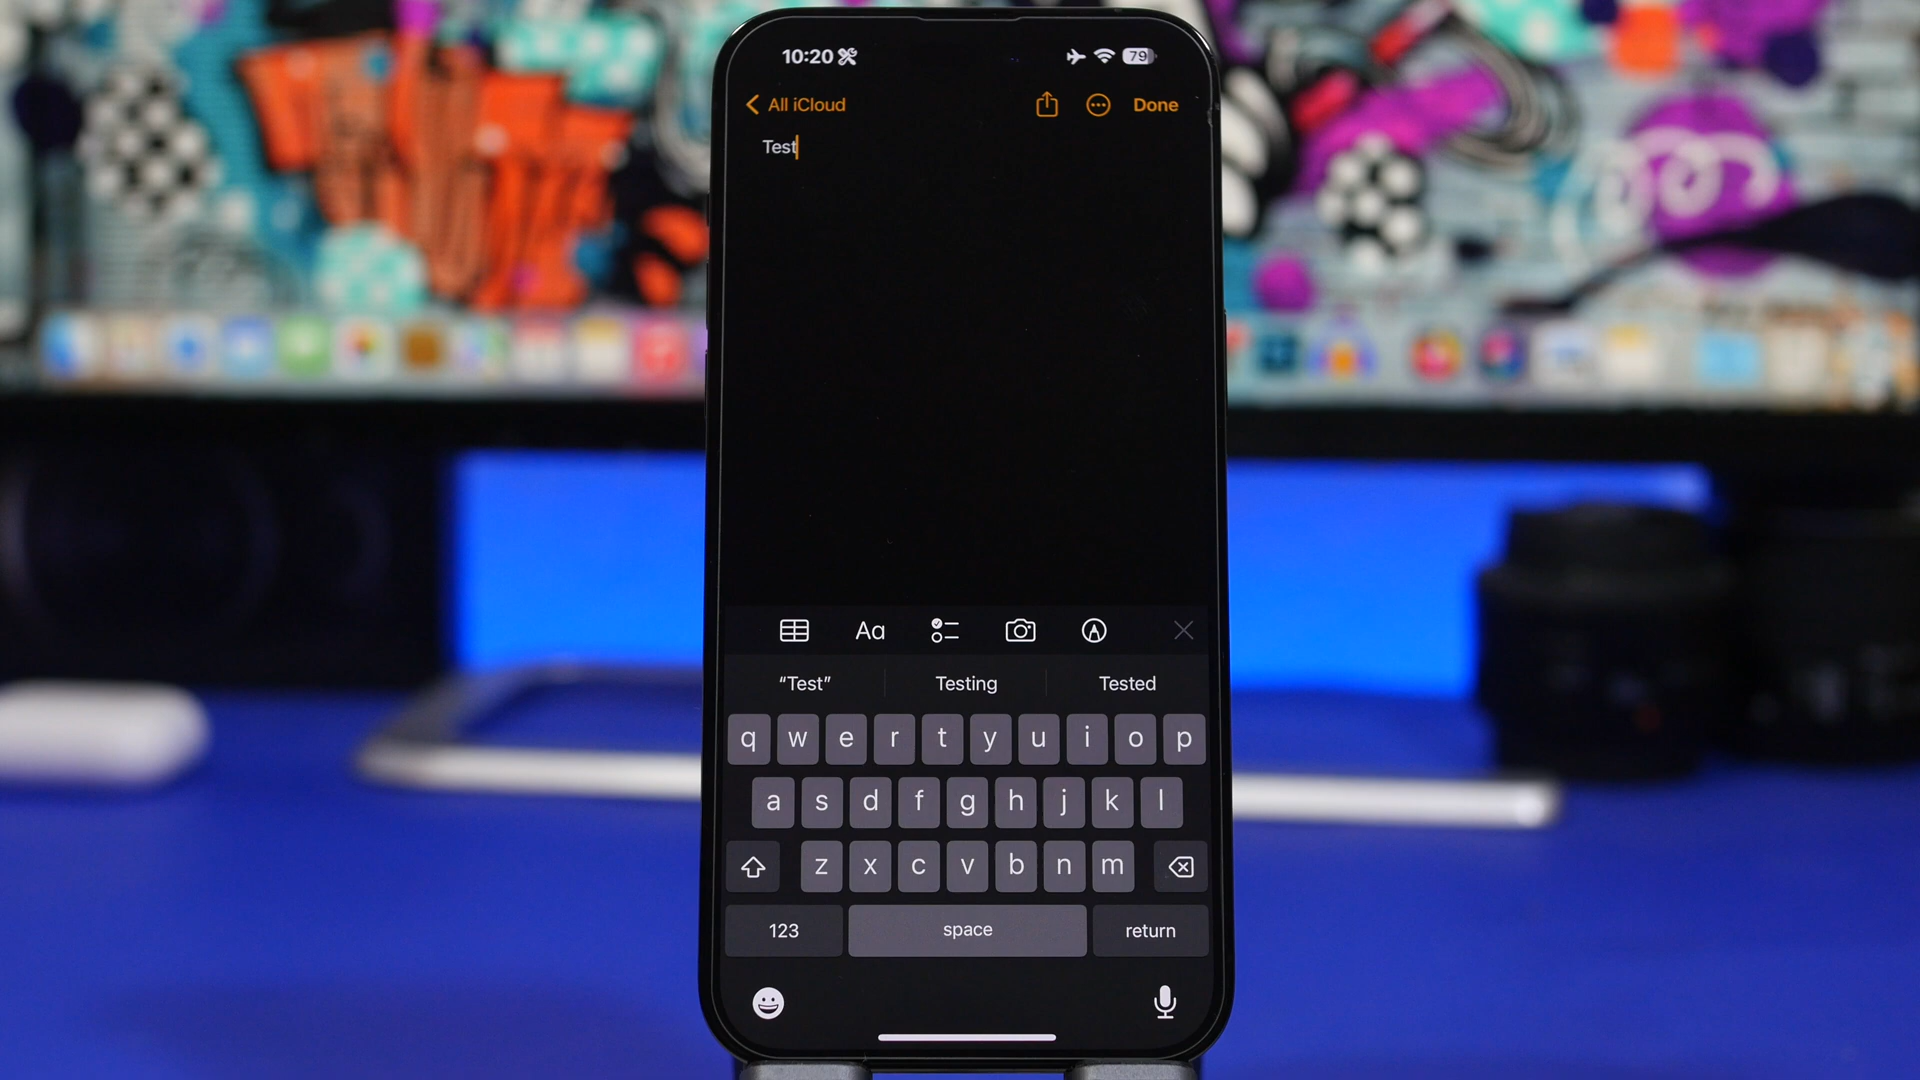 10:20 79
All iCloud Done
Test
Aa
“Test” Testing Tested
q w e r t y u i o p
a s d f g h j k l
z x c v b n m
123 space return